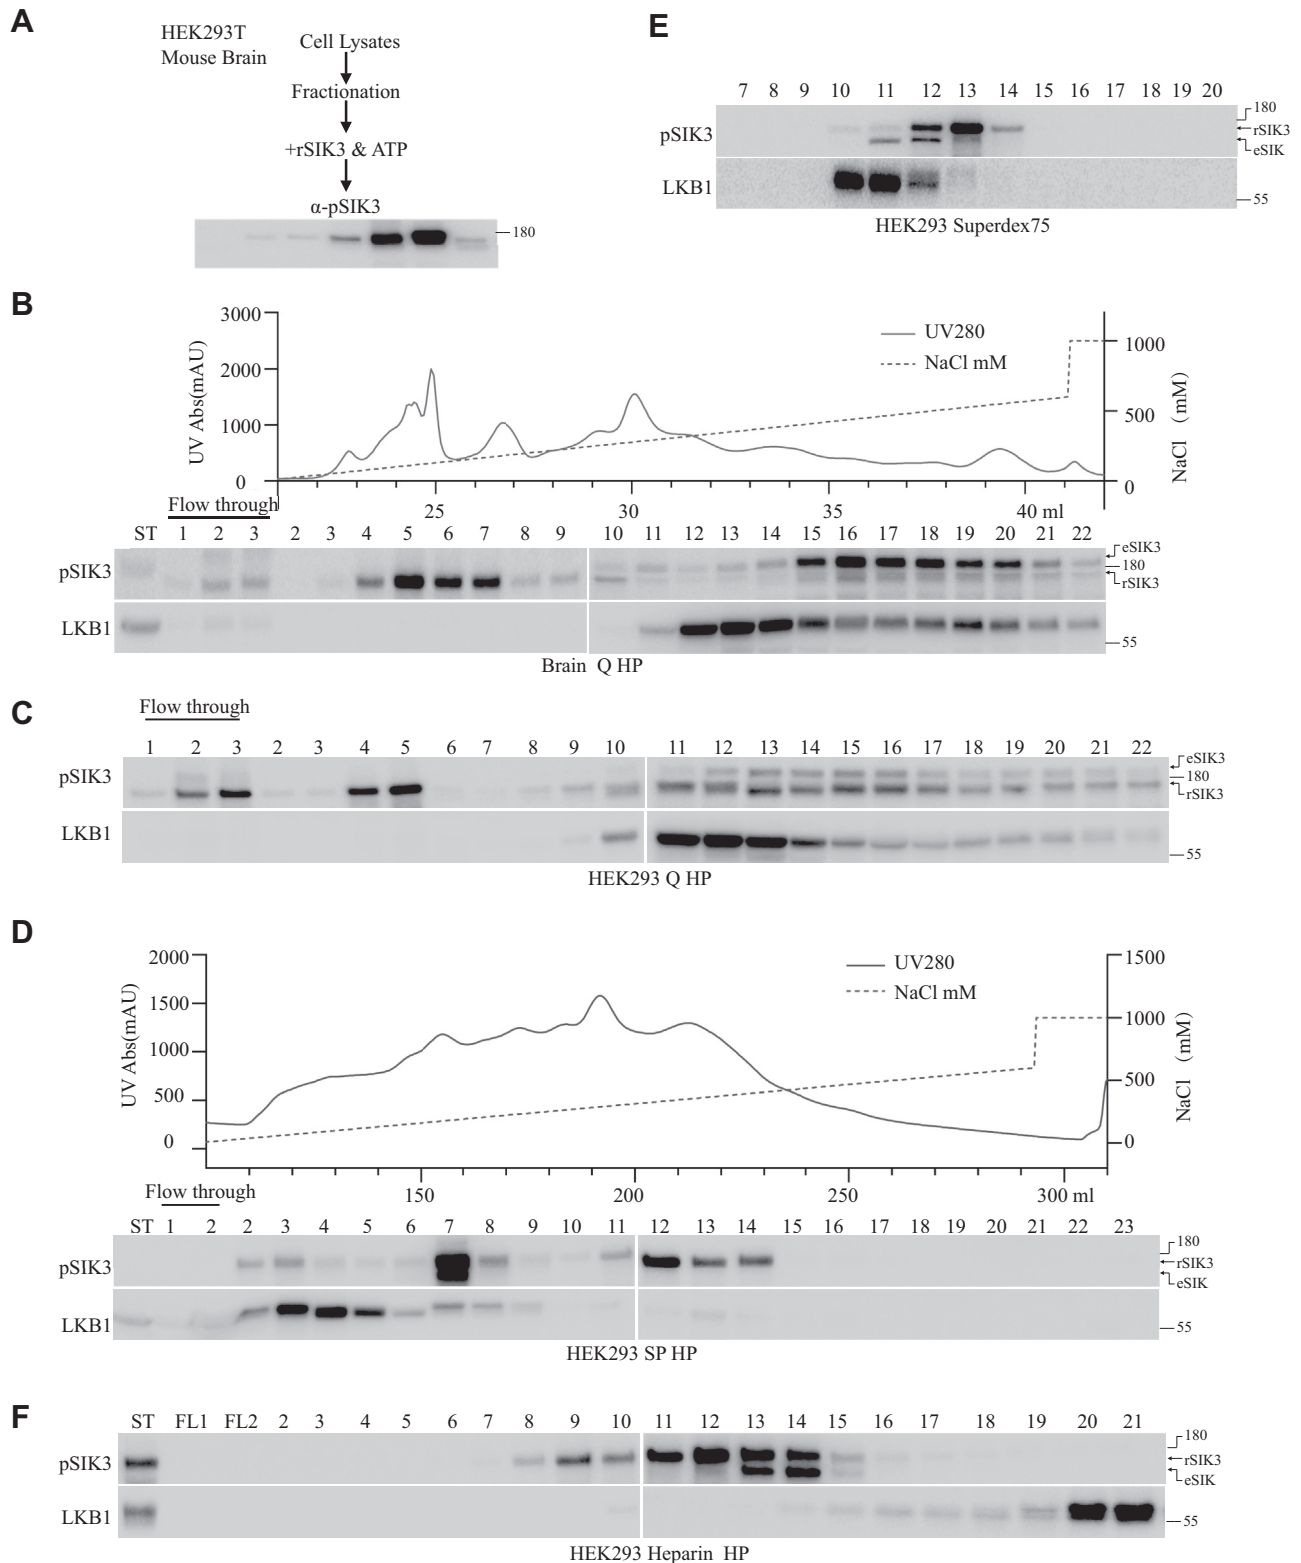 A
HEK293T
Mouse Brain
Cell Lysates
Fractionation
+rSIK3 & ATP
α-pSIK3
180
E
7 8 9 10 11 12 13 14 15 16 17 18 19 20
pSIK3
180
rSIK3
eSIK
LKB1
55
HEK293 Superdex75
B
3000
2000
1000
0
UV Abs(mAU)
UV280
NaCl mM
1000
500
0
NaCl (mM)
25 30 35 40 ml
Flow through
ST 1 2 3 2 3 4 5 6 7 8 9 10 11 12 13 14 15 16 17 18 19 20 21 22
pSIK3
eSIK3
180
rSIK3
LKB1
55
Brain Q HP
C
Flow through
1 2 3 2 3 4 5 6 7 8 9 10 11 12 13 14 15 16 17 18 19 20 21 22
pSIK3
eSIK3
180
rSIK3
LKB1
55
HEK293 Q HP
D
2000
1500
1000
500
0
UV Abs(mAU)
UV280
NaCl mM
1500
1000
500
0
NaCl (mM)
150 200 250 300 ml
Flow through
ST 1 2 2 3 4 5 6 7 8 9 10 11 12 13 14 15 16 17 18 19 20 21 22 23
pSIK3
180
rSIK3
eSIK
LKB1
55
HEK293 SP HP
F
ST FL1 FL2 2 3 4 5 6 7 8 9 10 11 12 13 14 15 16 17 18 19 20 21
pSIK3
180
rSIK3
eSIK
LKB1
55
HEK293 Heparin HP